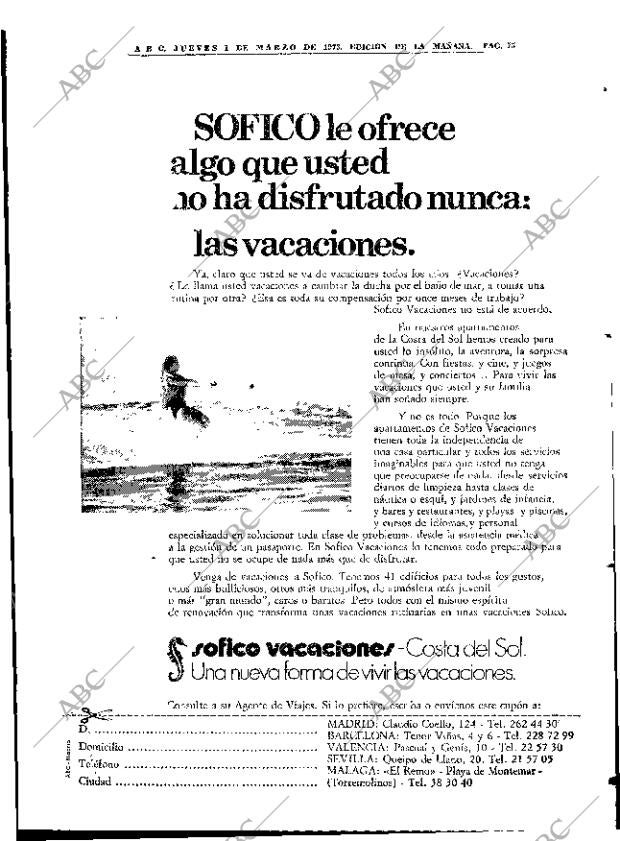 A B C. JUEVES 1 DE MARZO DE 1973. EDICION DE LA MAÑANA. PAG.
SOFICO le ofrece
algo que usted
no ha disfrutado nunca:
las vacaciones.
Ya, claro que usted se va de vacaciones todos los años. ¿Vacaciones?
¿La llama usted vacaciones a cambiar la ducha por el baño de mar, a tomar una
rutina por otra? ¿Esa es toda su compensación por once meses de trabajo?
Sofico Vacaciones no está de acuerdo.
En nuestros apartamentos
de la Costa del Sol hemos creado para
usted lo insólito, la aventura, la sorpresa
continua. Con fiestas, y cine, y juegos
de mesa, y conciertos... Para vivir las
vacaciones que usted y su familia
han soñado siempre.
Y no es todo. Porque los
apartamentos de Sofico Vacaciones
tienen toda la independencia de
una casa particular y todos los servicios
imaginables para que usted no tenga
que preocuparse de nada, desde servicios
diarios de limpieza hasta clases de
náutica o esquí, y jardines de infancia,
y bares y restaurantes, y playas y piscinas,
y cursos de idiomas, y personal
especializado en solucionar toda clase de problemas, desde la asistencia médica
a la gestión de un pasaporte. En Sofico Vacaciones lo tenemos todo preparado para
que usted no se ocupe de nada más que de disfrutar.
Venga de vacaciones a Sofico. Tenemos 41 edificios para todos los gustos,
unos más bulliciosos, otros más tranquilos, de atmósfera más juvenil
o más "gran mundo", caros o baratos. Pero todos con el mismo espíritu
de renovación que transforma unas vacaciones rutinarias en unas vacaciones Sofico.
sofico vacaciones - Costa del Sol.
Una nueva forma de vivir las vacaciones.
Consulte a su Agente de Viajes. Si lo prefiere, escriba o envíenos este cupón a:
D.
Domicilio
Teléfono
Ciudad
MADRID: Claudio Coello, 124 - Tel. 262 44 30
BARCELONA: Tenor Viñas, 4 y 6 - Tel. 228 72 99
VALENCIA: Pascual y Genís, 10 - Tel. 22 57 30
SEVILLA: Queipo de Llano, 20. Tel. 21 57 05
MALAGA: «El Remo» - Playa de Montemar -
(Torremolinos) - Tel. 38 30 40
ABC - Madrid